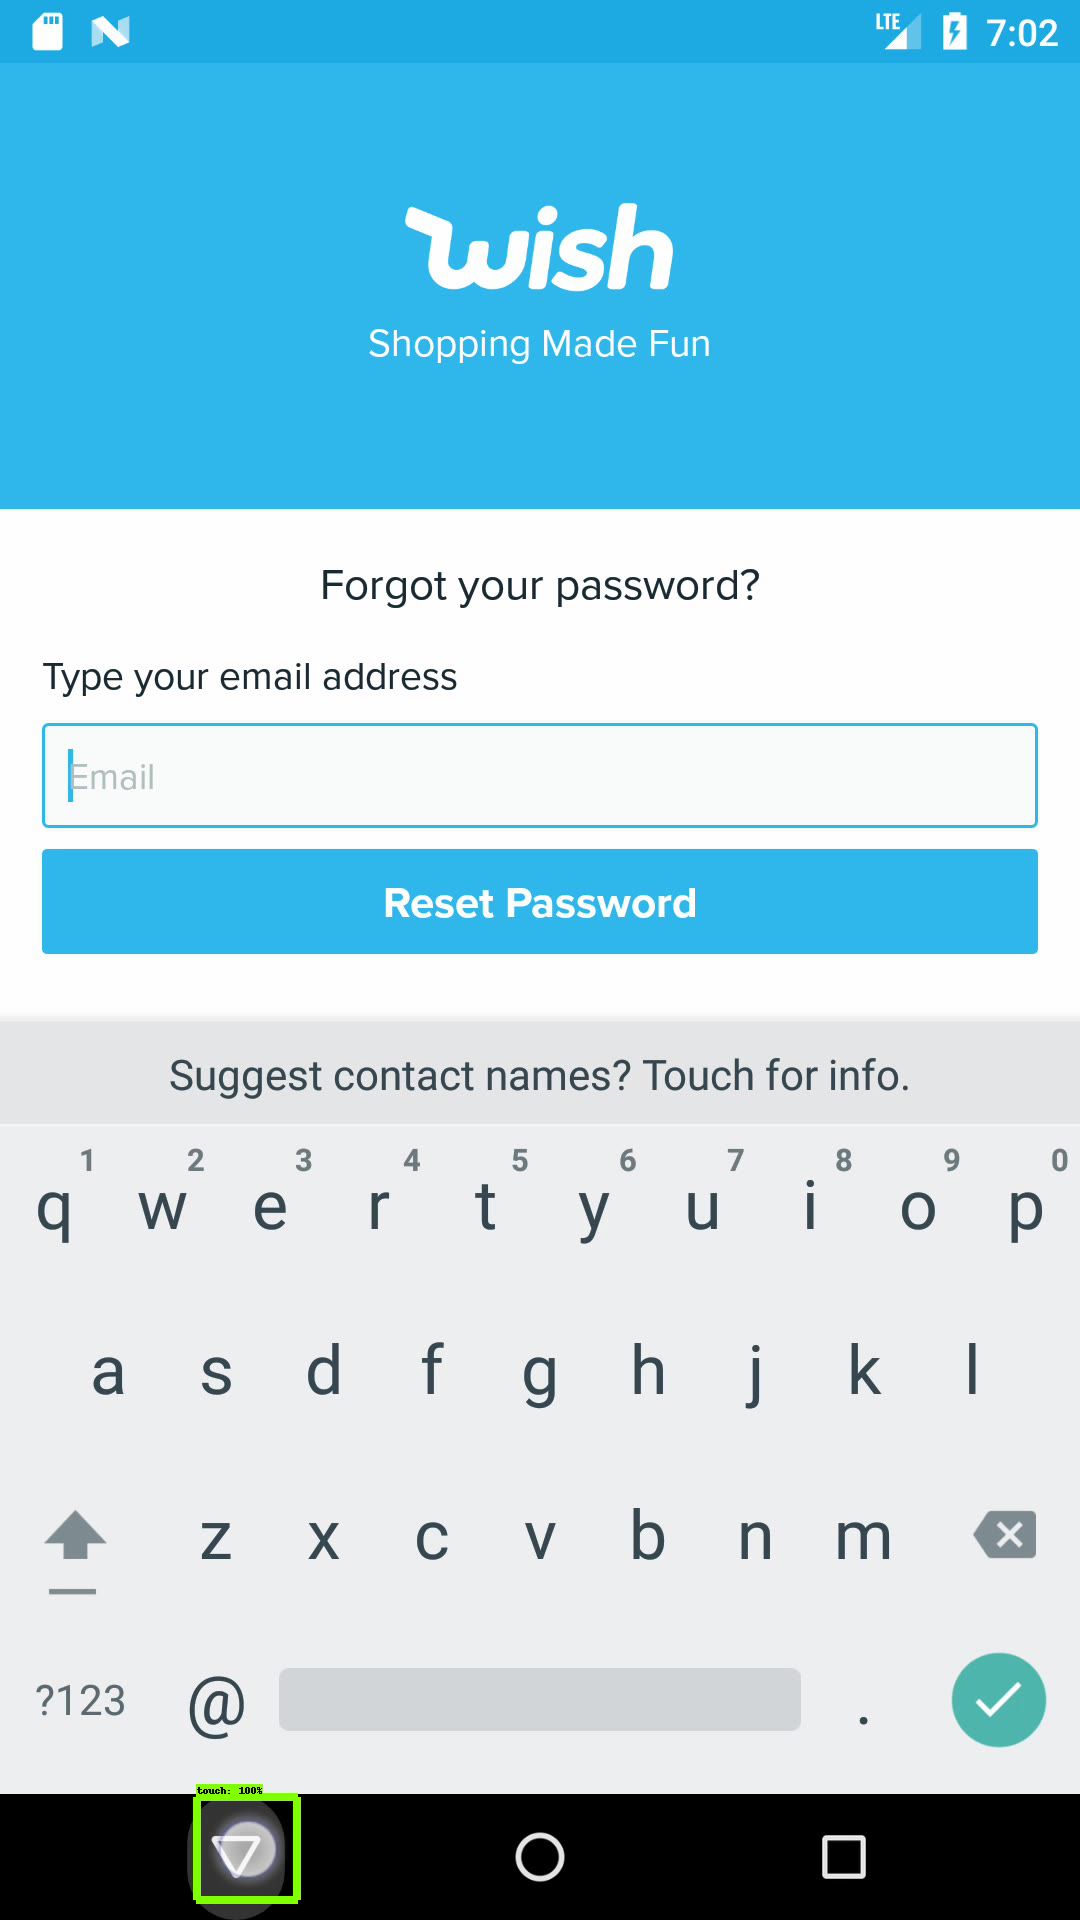 LTE 7:02
wish
Shopping Made Fun
Forgot your password?
Type your email address
Email
Reset Password
Suggest contact names? Touch for info.
1 2 3 4 5 6 7 8 9 0
q w e r t y u i o p
a s d f g h j k l
z x c v b n m
?123 @ .
touch: 100%